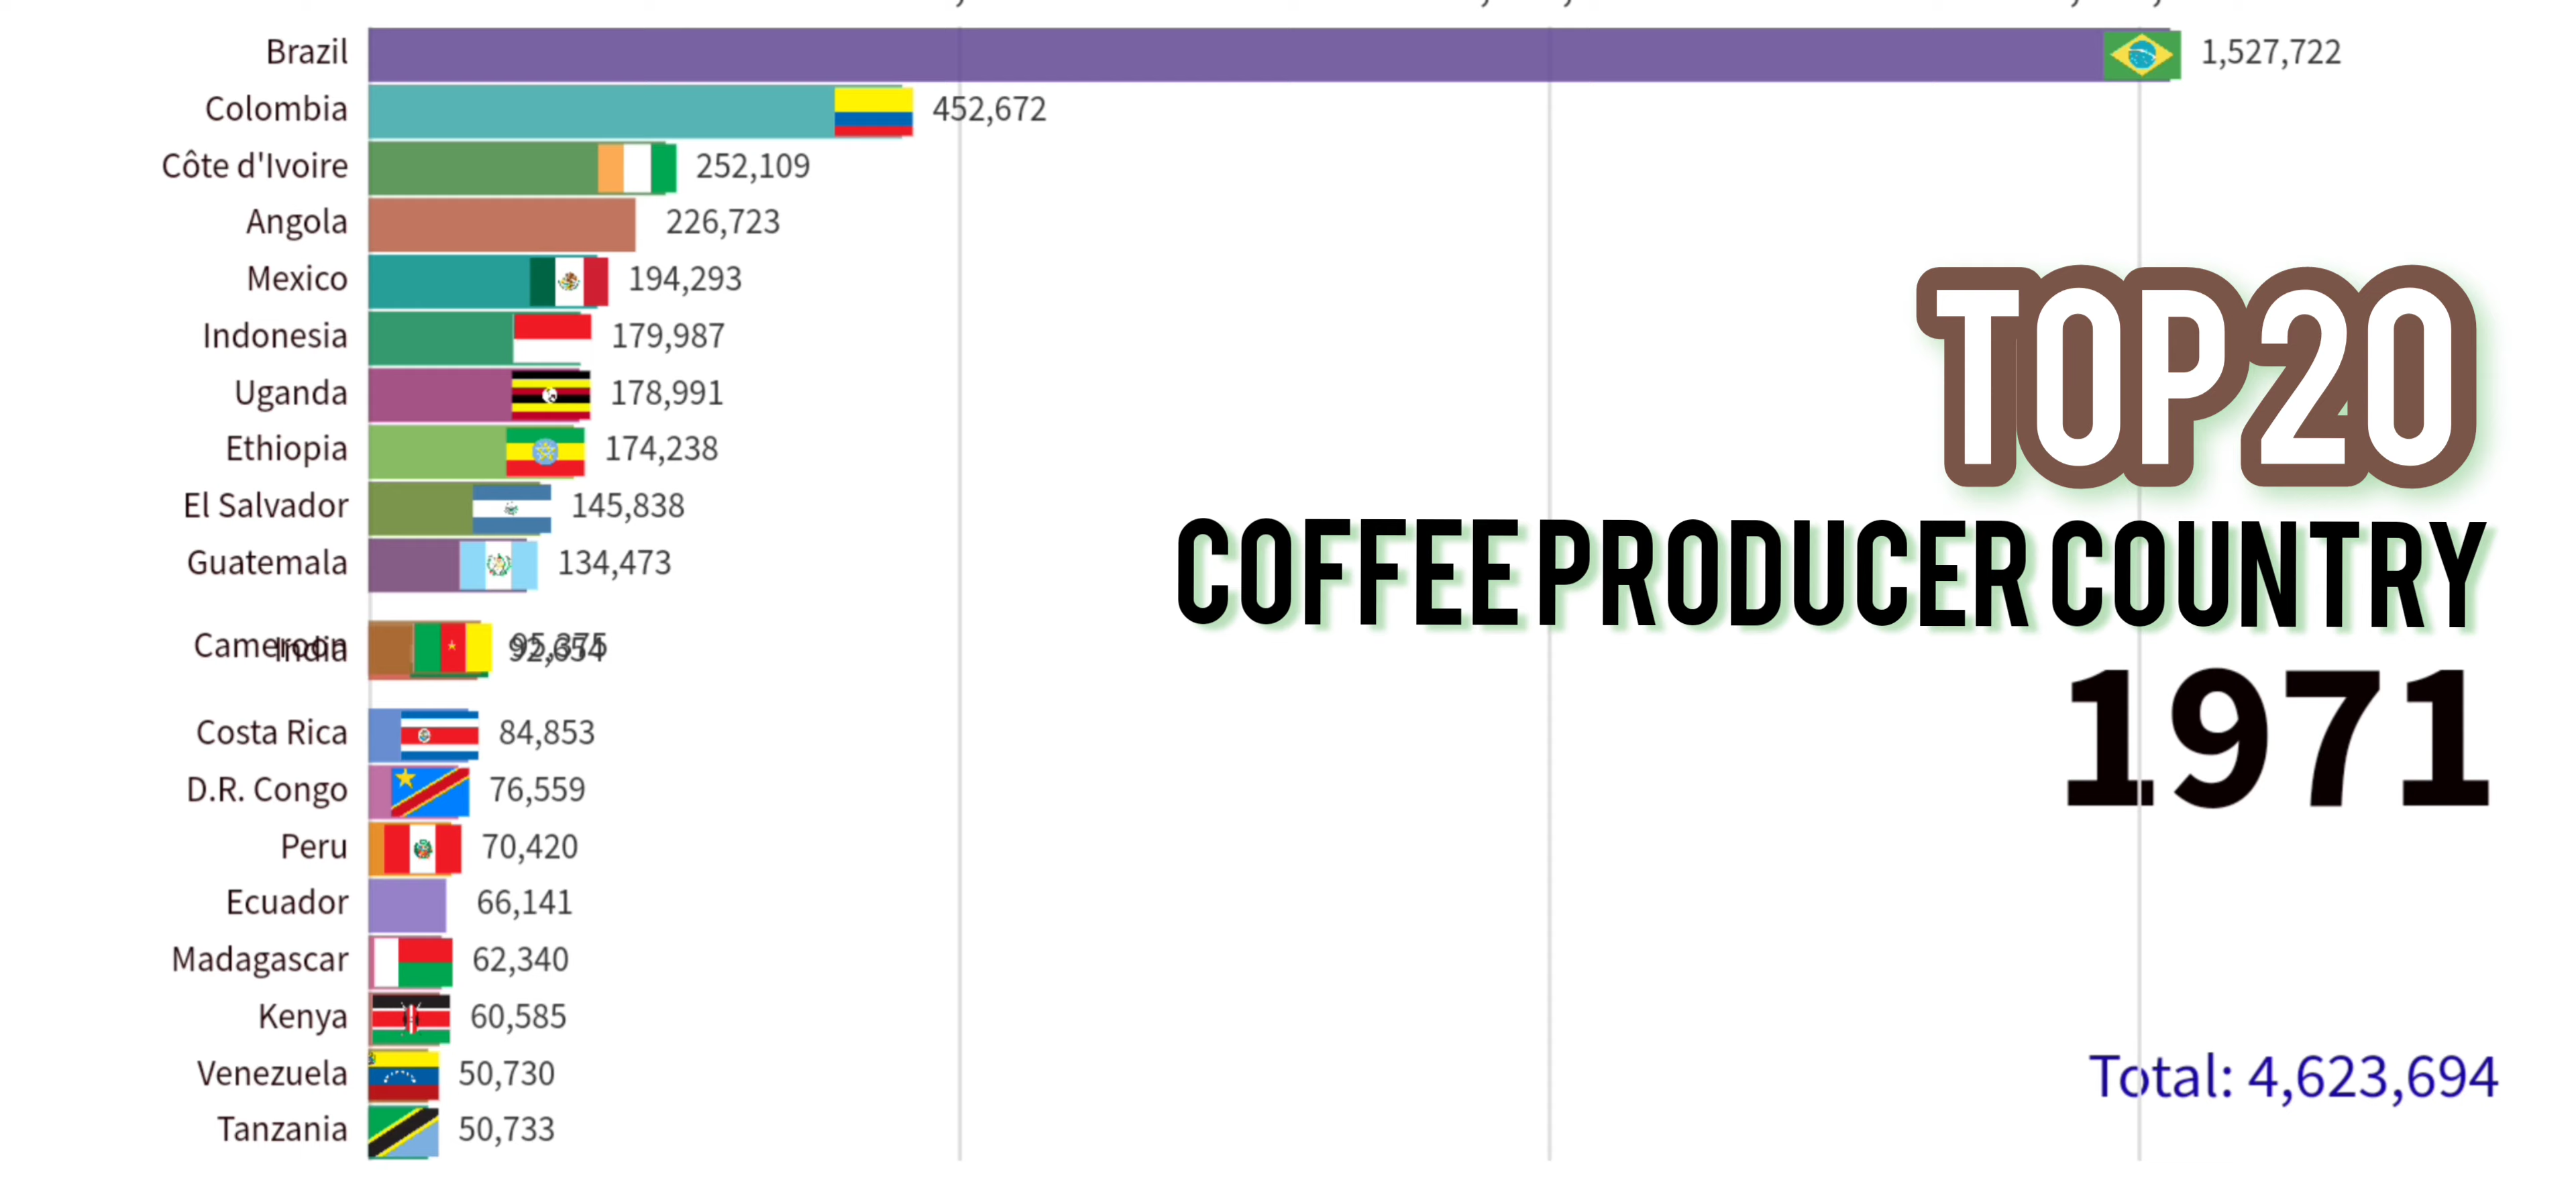 Brazil 1,527,722
Colombia 452,672
Côte d'Ivoire 252,109
Angola 226,723
Mexico 194,293
Indonesia 179,987
Uganda 178,991
Ethiopia 174,238
El Salvador 145,838
Guatemala 134,473
Cameroon
India
Costa Rica 84,853
D.R. Congo 76,559
Peru 70,420
Ecuador 66,141
Madagascar 62,340
Kenya 60,585
Venezuela 50,730
Tanzania 50,733
TOP 20
COFFEE PRODUCER COUNTRY
1971
Total: 4,623,694